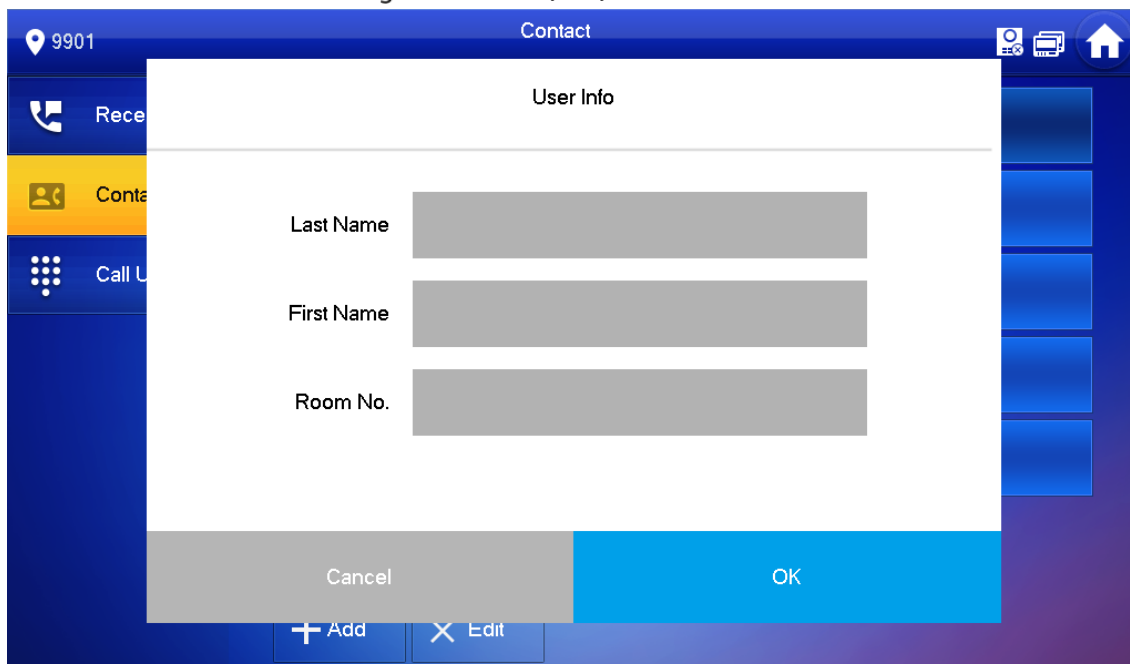 9901
Contact
User Info
Rece
Conta
Call U
Last Name
First Name
Room No.
Cancel
OK
Add
Edit